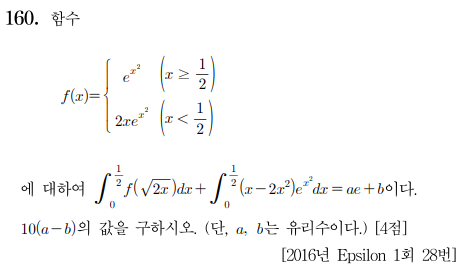 160. 함수
f(x)= { e^{x^2} (x ≥ 1/2)
2xe^{x^2} (x < 1/2)
에 대하여 ∫_0^{1/2} f(√(2x))dx + ∫_0^{1/2} (x − 2x^2)e^{x^2}dx = ae + b이다.
10(a−b)의 값을 구하시오. (단, a, b는 유리수이다.) [4점]
[2016년 Epsilon 1회 28번]